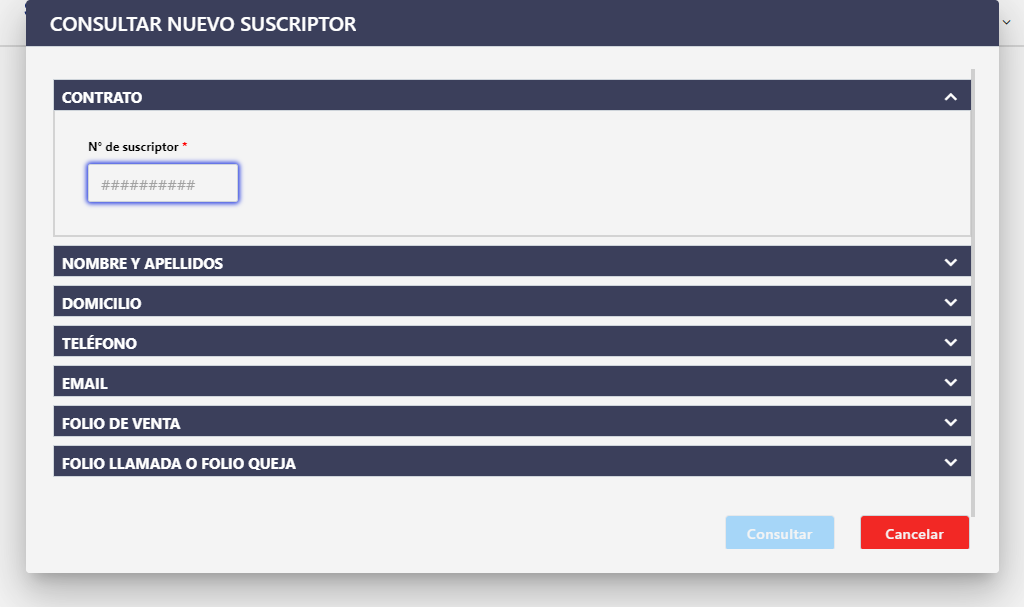 CONSULTAR NUEVO SUSCRIPTOR
CONTRATO
N° de suscriptor *
##########
NOMBRE Y APELLIDOS
DOMICILIO
TELÉFONO
EMAIL
FOLIO DE VENTA
FOLIO LLAMADA O FOLIO QUEJA
Consultar Cancelar